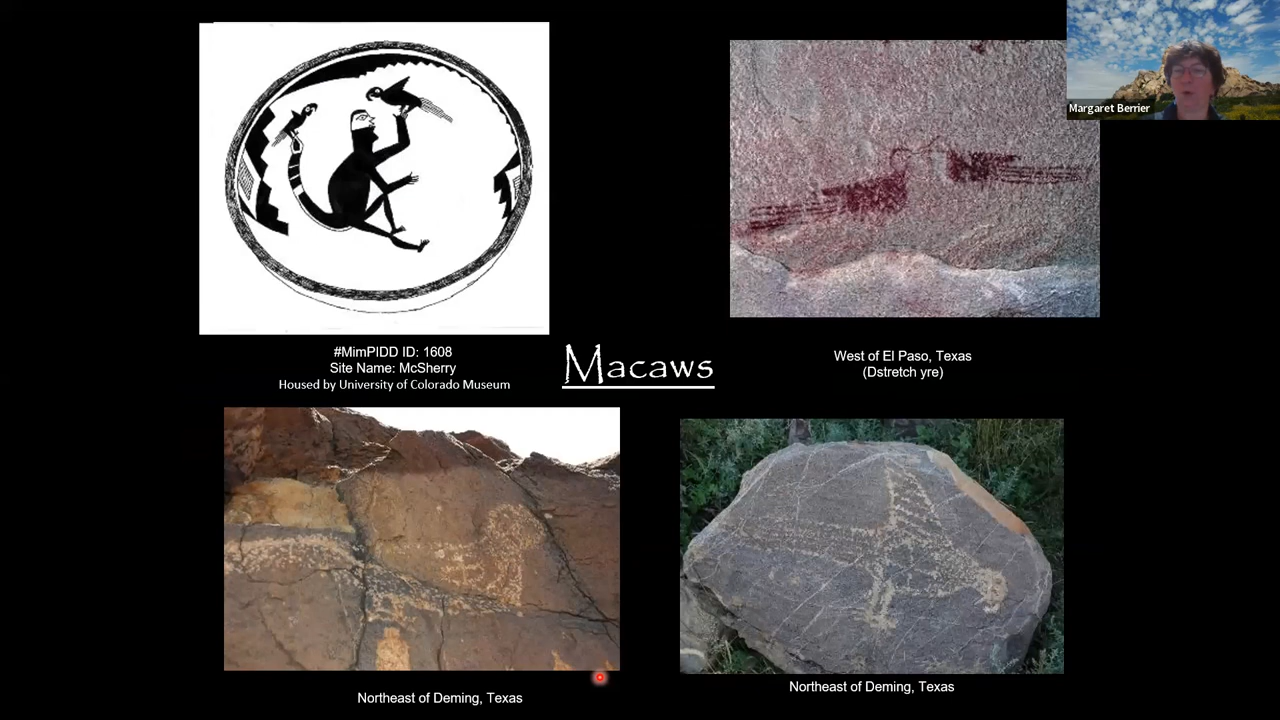 Margaret Berrier
#MimPIDD ID: 1608
Site Name: McSherry
Housed by University of Colorado Museum
Macaws
West of El Paso, Texas
(Dstretch yre)
Northeast of Deming, Texas
Northeast of Deming, Texas